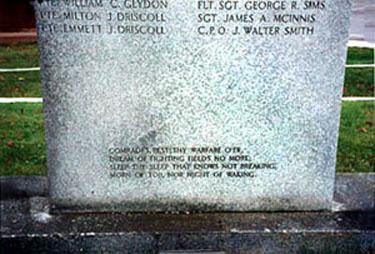 PTE. WILLIAM C. GLYDON
PTE. MILTON J. DRISCOLL
PTE. EMMETT J. DRISCOLL
FLT. SGT. GEORGE R. SIMS
SGT. JAMES A. MCINNIS
C.P.O. J. WALTER SMITH
COMRADES, REST! THY WARFARE O'ER,
DREAM OF FIGHTING FIELDS NO MORE;
SLEEP THE SLEEP THAT KNOWS NOT BREAKING,
MORN OF TOIL, NOR NIGHT OF WAKING.